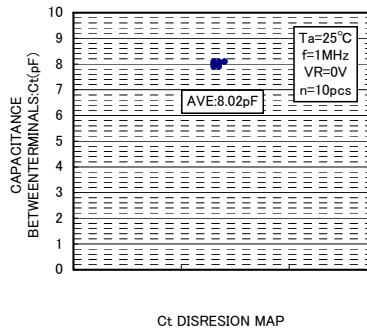 10
9
8
7
6
5
4
3
2
1
0
CAPACITANCE
BETWEENTERMINALS:Ct(pF)
Ta=25℃
f=1MHz
VR=0V
n=10pcs
AVE:8.02pF
Ct DISRESION MAP